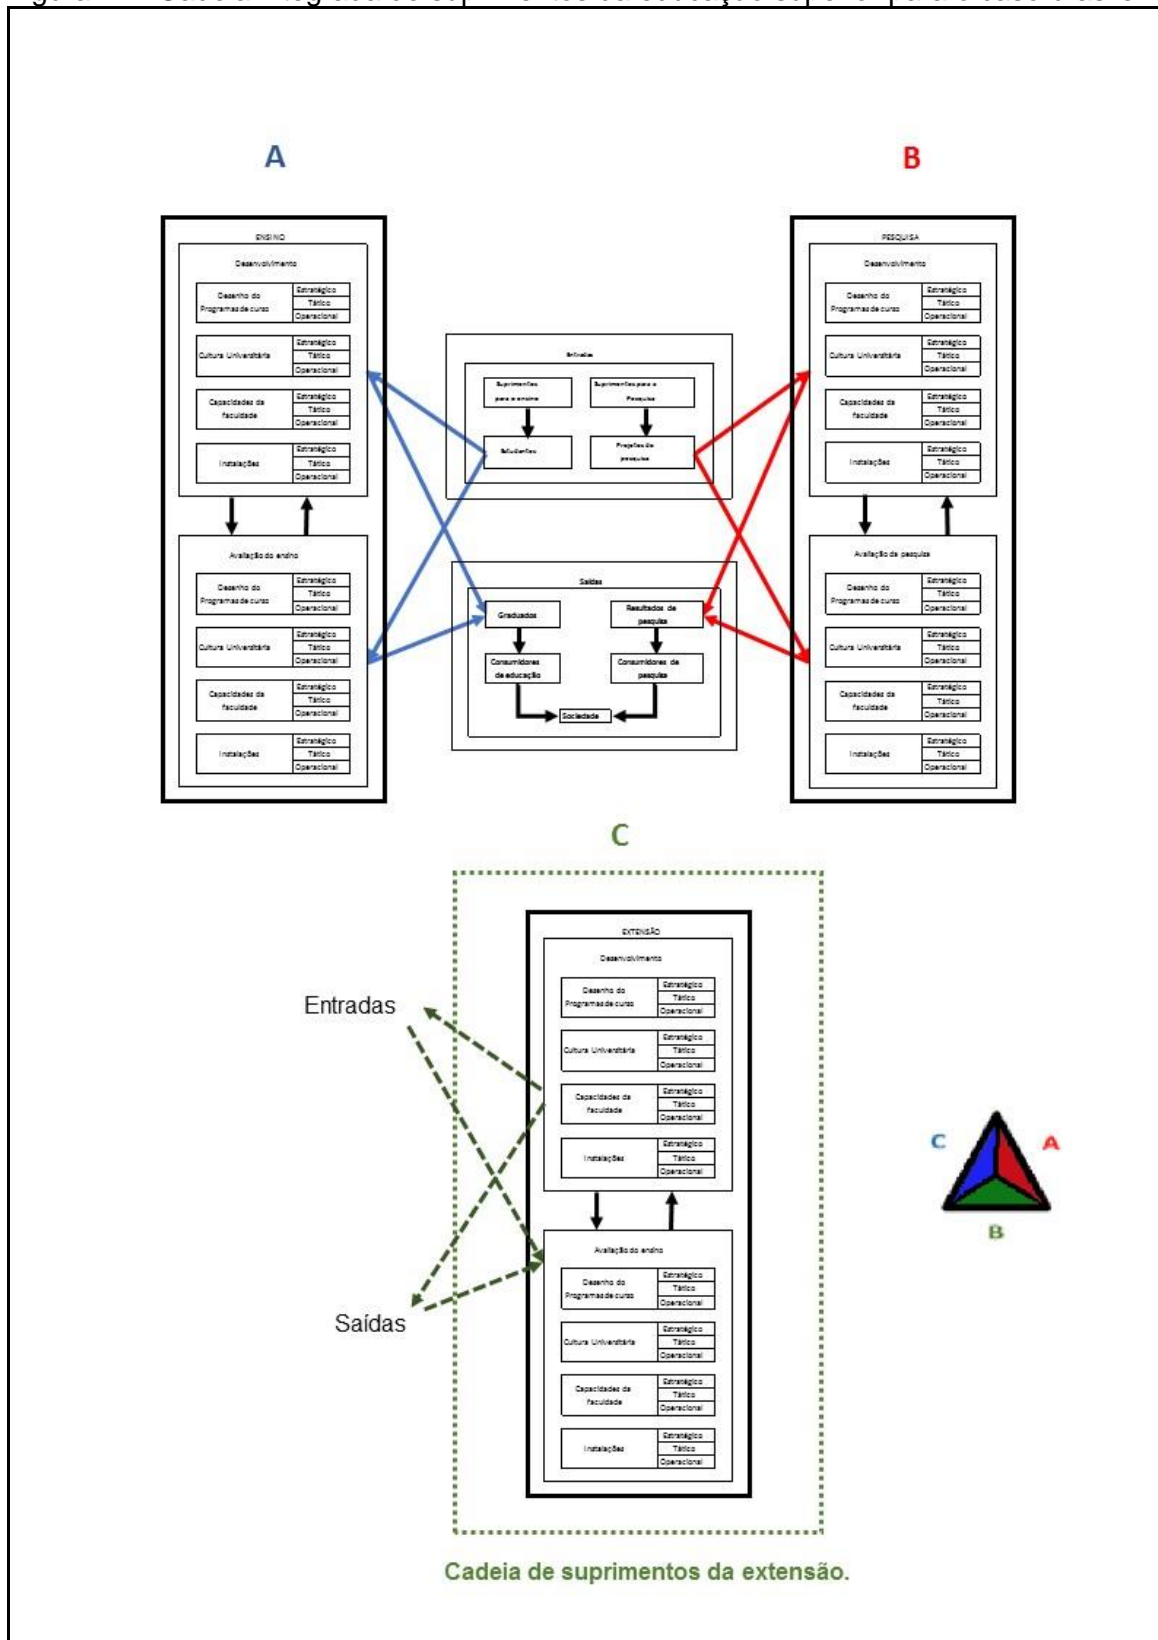 A
B
ENSINO
Desenvolvimento
Desenho do
Programas de curso
Estratégico
Tático
Operacional
Cultura Universitária
Estratégico
Tático
Operacional
Capacidades da
faculdade
Estratégico
Tático
Operacional
Instalações
Estratégico
Tático
Operacional
Avaliação do ensino
Desenho do
Programas de curso
Estratégico
Tático
Operacional
Cultura Universitária
Estratégico
Tático
Operacional
Capacidades da
faculdade
Estratégico
Tático
Operacional
Instalações
Estratégico
Tático
Operacional
Entradas
Suprimentos
para o ensino
Suprimentos para a
Pesquisa
Estudantes
Projetos de
pesquisa
Saídas
Graduados
Resultados de
pesquisa
Consumidores
de educação
Consumidores de
pesquisa
Sociedade
PESQUISA
Desenvolvimento
Desenho do
Programas de curso
Estratégico
Tático
Operacional
Cultura Universitária
Estratégico
Tático
Operacional
Capacidades da
faculdade
Estratégico
Tático
Operacional
Instalações
Estratégico
Tático
Operacional
Avaliação da pesquisa
Desenho do
Programas de curso
Estratégico
Tático
Operacional
Cultura Universitária
Estratégico
Tático
Operacional
Capacidades da
faculdade
Estratégico
Tático
Operacional
Instalações
Estratégico
Tático
Operacional
C
EXTENSÃO
Desenvolvimento
Desenho do
Programas de curso
Estratégico
Tático
Operacional
Cultura Universitária
Estratégico
Tático
Operacional
Capacidades da
faculdade
Estratégico
Tático
Operacional
Instalações
Estratégico
Tático
Operacional
Avaliação do ensino
Desenho do
Programas de curso
Estratégico
Tático
Operacional
Cultura Universitária
Estratégico
Tático
Operacional
Capacidades da
faculdade
Estratégico
Tático
Operacional
Instalações
Estratégico
Tático
Operacional
Entradas
Saídas
C
A
B
Cadeia de suprimentos da extensão.